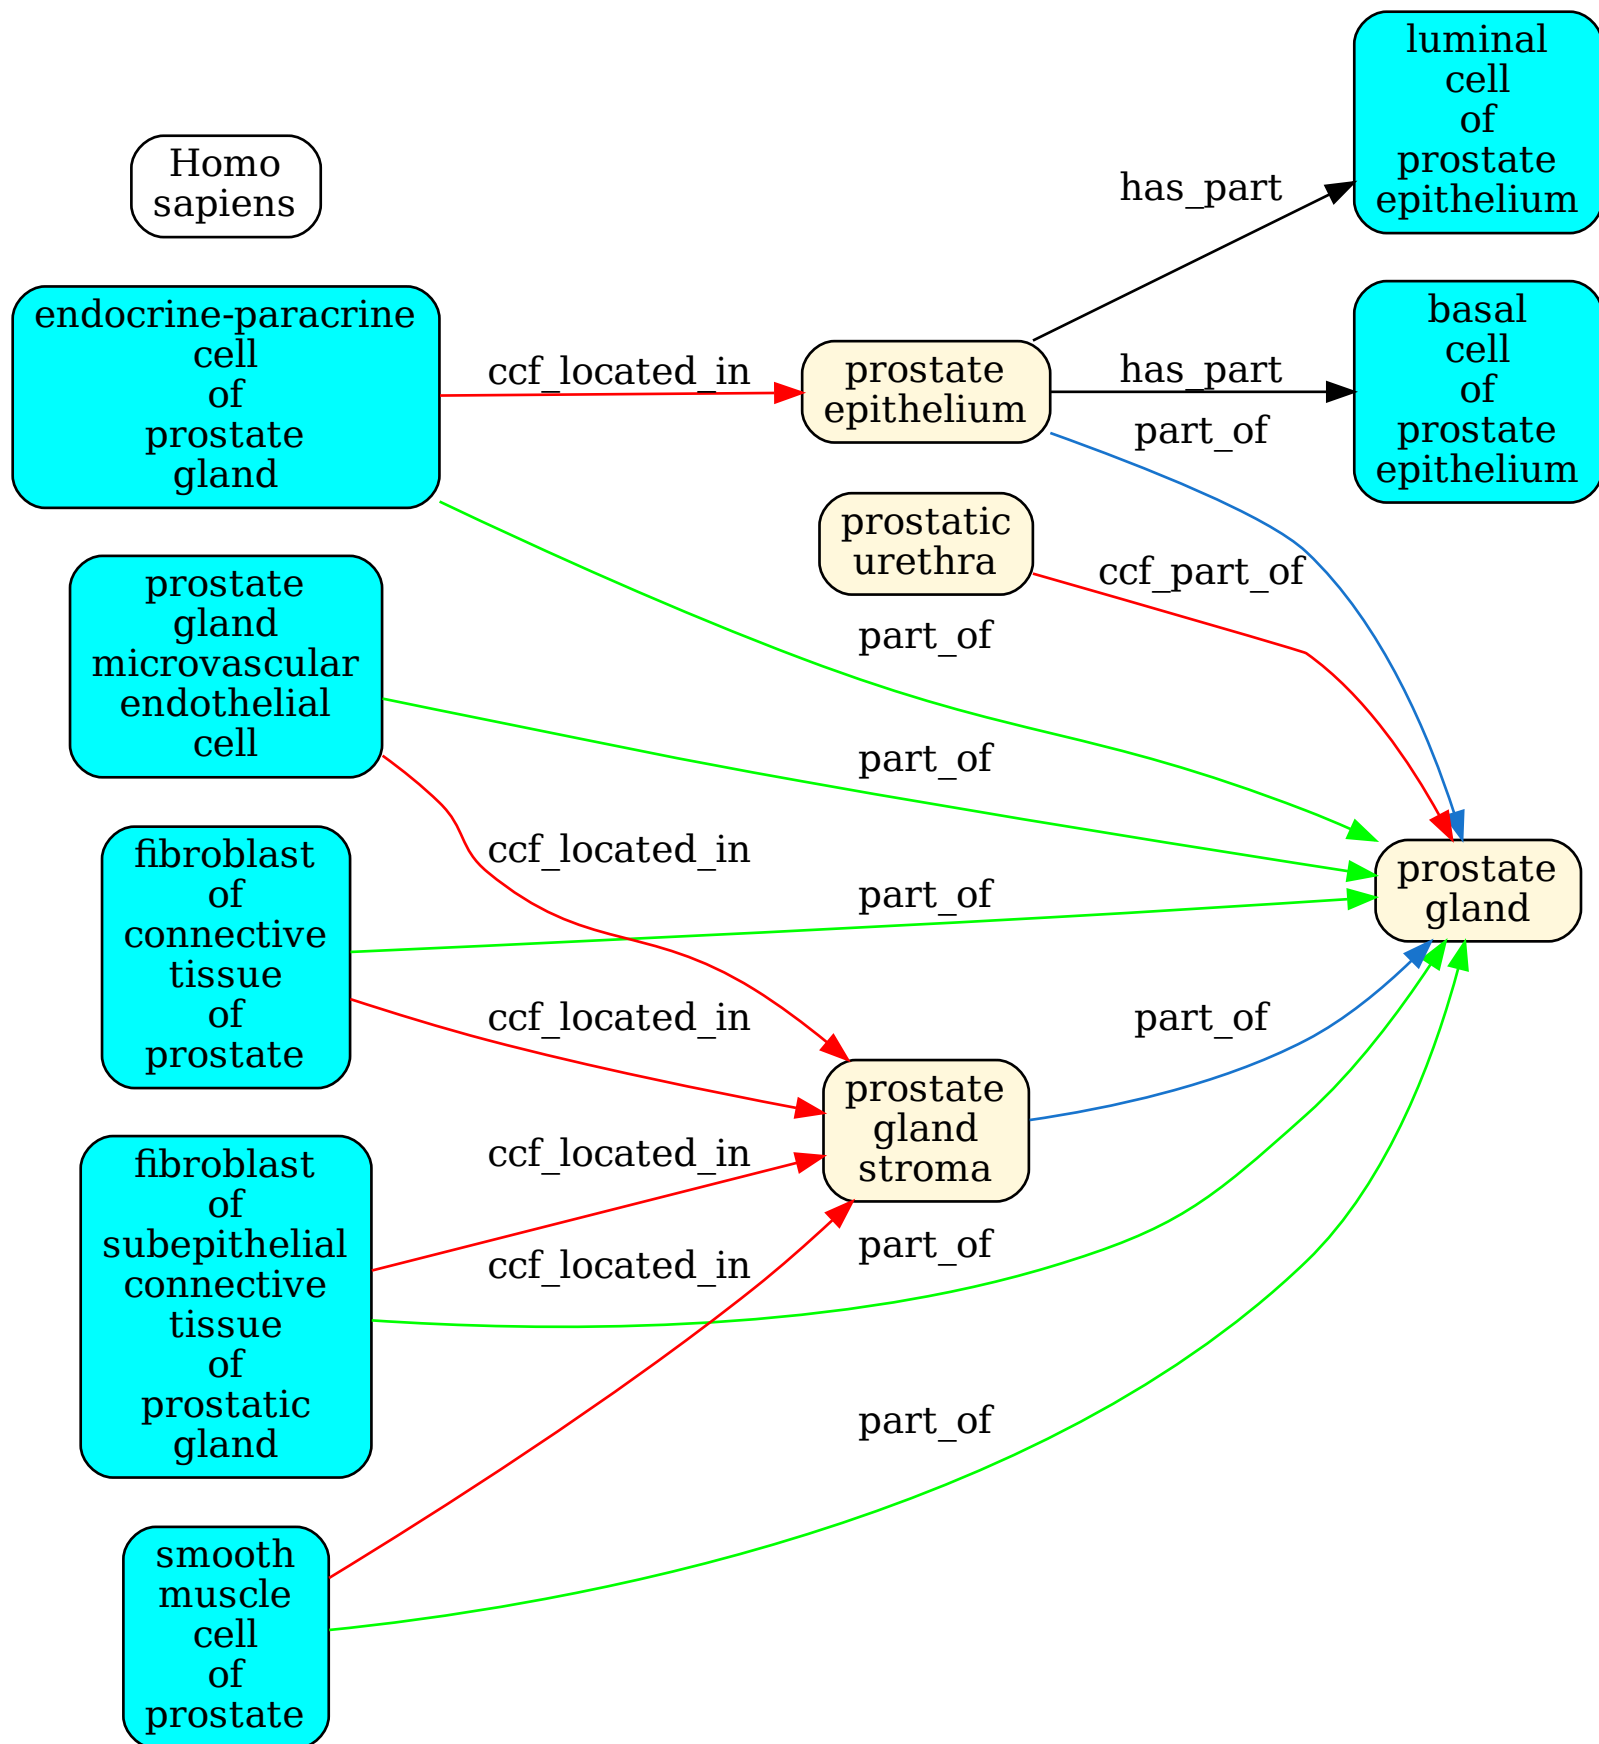 luminal
cell
of
prostate
epithelium
Homo
sapiens
has_part
endocrine-paracrine
cell
of
prostate
gland
ccf_located_in
prostate
epithelium
has_part
basal
cell
of
prostate
epithelium
part_of
prostatic
urethra
ccf_part_of
part_of
prostate
gland
microvascular
endothelial
cell
part_of
ccf_located_in
fibroblast
of
connective
tissue
of
prostate
part_of
prostate
gland
ccf_located_in
part_of
prostate
gland
stroma
ccf_located_in
fibroblast
of
subepithelial
connective
tissue
of
prostatic
gland
ccf_located_in
part_of
part_of
smooth
muscle
cell
of
prostate